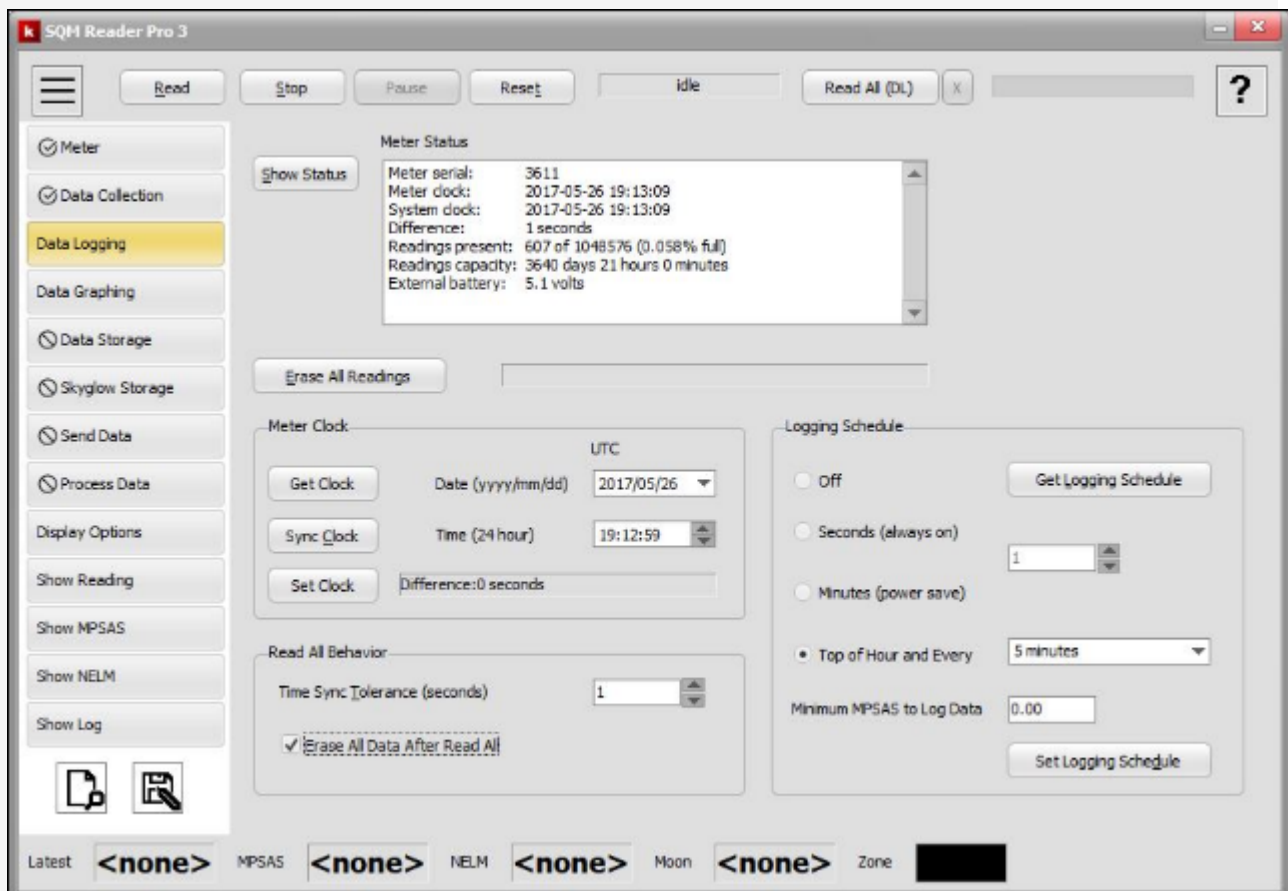 k SQM Reader Pro 3
Read Stop Pause Reset idle Read All (DL) X ?
Meter
Data Collection
Data Logging
Data Graphing
Data Storage
Skyglow Storage
Send Data
Process Data
Display Options
Show Reading
Show MPSAS
Show NELM
Show Log
Meter Status
Show Status
Meter serial: 3611
Meter clock: 2017-05-26 19:13:09
System clock: 2017-05-26 19:13:09
Difference: 1 seconds
Readings present: 607 of 1048576 (0.058% full)
Readings capacity: 3640 days 21 hours 0 minutes
External battery: 5.1 volts
Erase All Readings
Meter Clock
UTC
Get Clock Date (yyyy/mm/dd) 2017/05/26
Sync Clock Time (24 hour) 19:12:59
Set Clock Difference:0 seconds
Read All Behavior
Time Sync Tolerance (seconds) 1
Erase All Data After Read All
Logging Schedule
Off Get Logging Schedule
Seconds (always on)
1
Minutes (power save)
Top of Hour and Every 5 minutes
Minimum MPSAS to Log Data 0.00
Set Logging Schedule
Latest <none> MPSAS <none> NELM <none> Moon <none> Zone